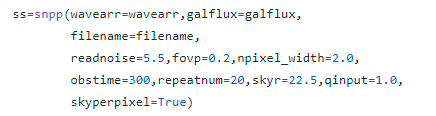 ss=snpp(wavearr=wavearr,galflux=galflux,
filename=filename,
readnoise=5.5,fovp=0.2,npixel_width=2.0,
obstime=300,repeatnum=20,skyr=22.5,qinput=1.0,
skyperpixel=True)